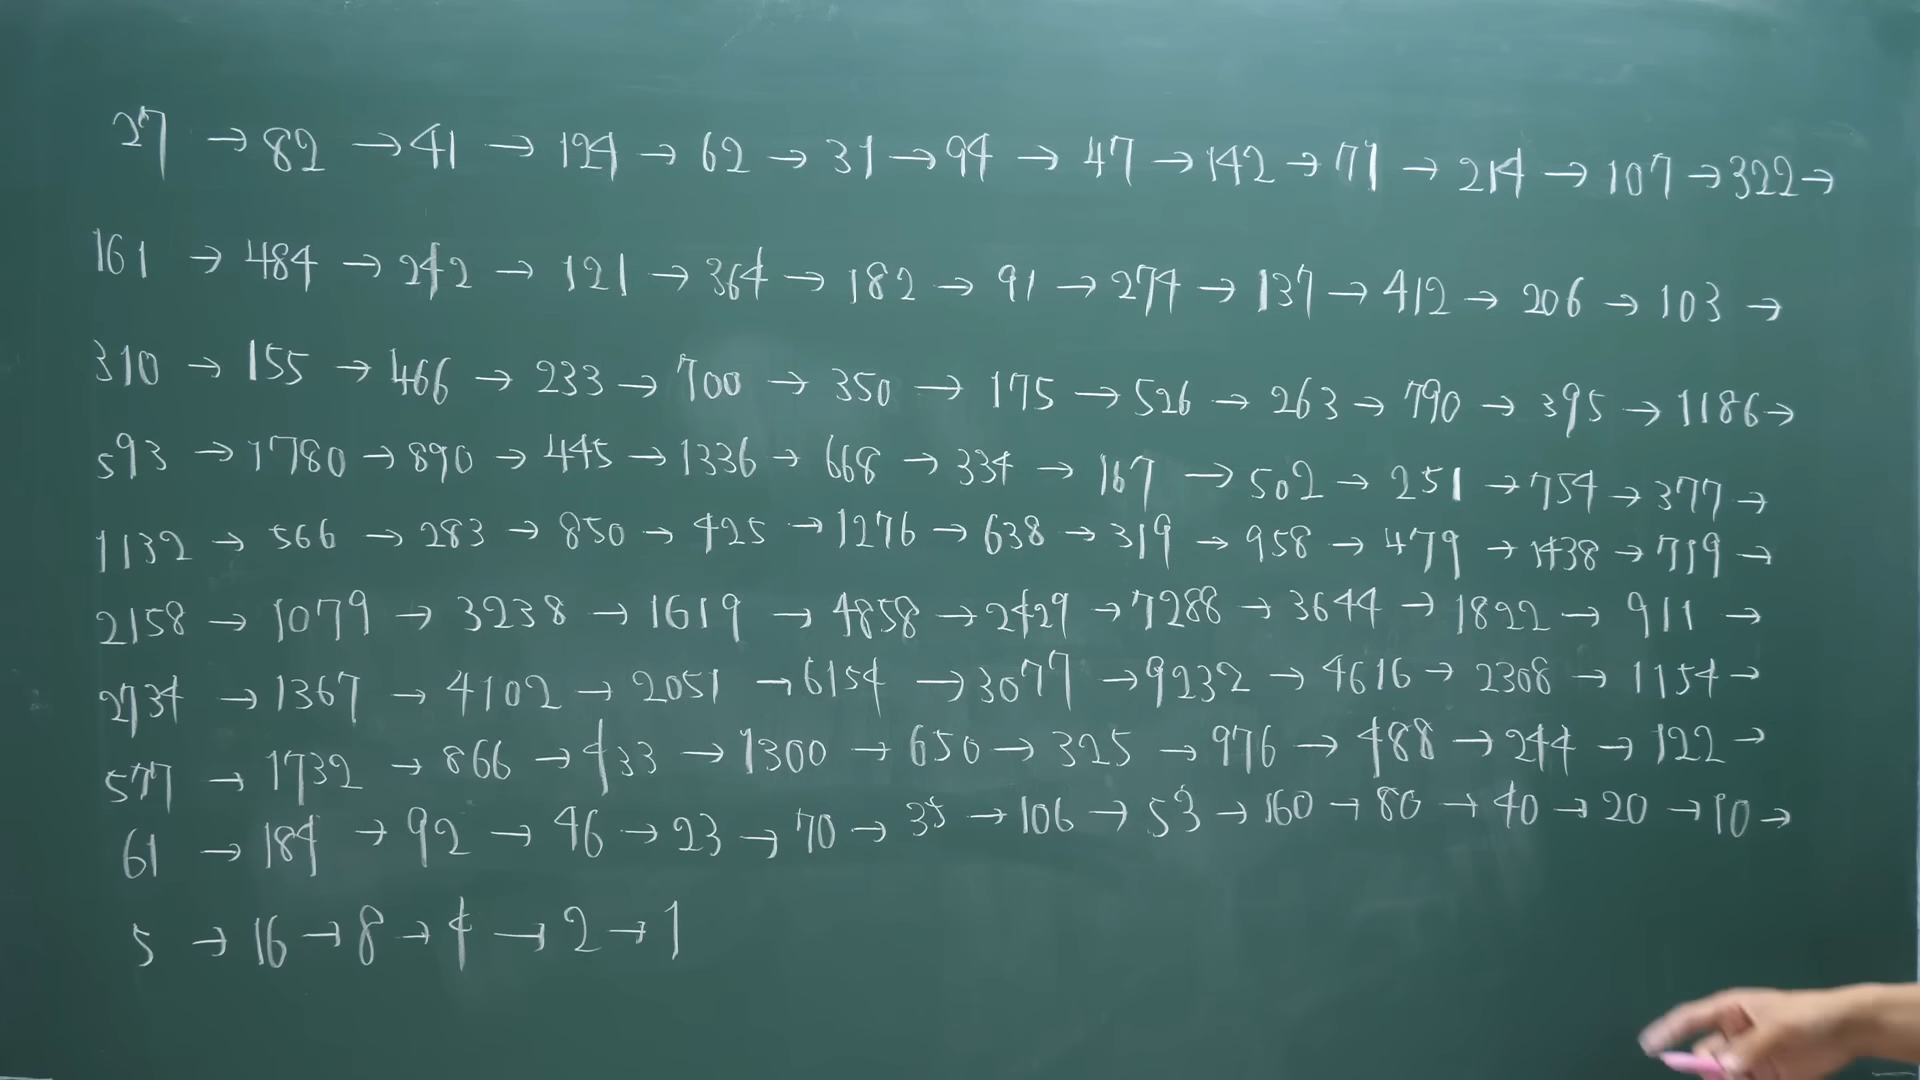 27 → 82 → 41 → 124 → 62 → 31 → 94 → 47 → 142 → 71 → 214 → 107 → 322 →
161 → 484 → 242 → 121 → 364 → 182 → 91 → 274 → 137 → 412 → 206 → 103 →
310 → 155 → 466 → 233 → 700 → 350 → 175 → 526 → 263 → 790 → 395 → 1186 →
593 → 1780 → 890 → 445 → 1336 → 668 → 334 → 167 → 502 → 251 → 754 → 377 →
1132 → 566 → 283 → 850 → 425 → 1276 → 638 → 319 → 958 → 479 → 1438 → 719 →
2158 → 1079 → 3238 → 1619 → 4858 → 2429 → 7288 → 3644 → 1822 → 911 →
2734 → 1367 → 4102 → 2051 → 6154 → 3077 → 9232 → 4616 → 2308 → 1154 →
577 → 1732 → 866 → 433 → 1300 → 650 → 325 → 976 → 488 → 244 → 122 →
61 → 184 → 92 → 46 → 23 → 70 → 35 → 106 → 53 → 160 → 80 → 40 → 20 → 10 →
5 → 16 → 8 → 4 → 2 → 1